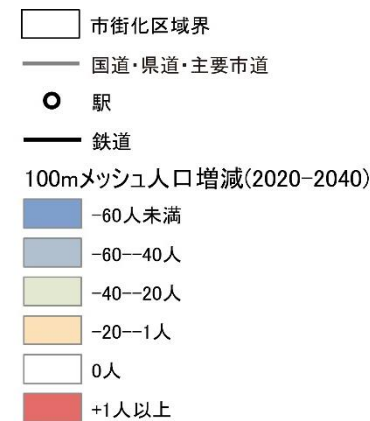 市街化区域界
国道・県道・主要市道
駅
鉄道
100mメッシュ人口増減(2020-2040)
-60人未満
-60--40人
-40--20人
-20--1人
0人
+1人以上